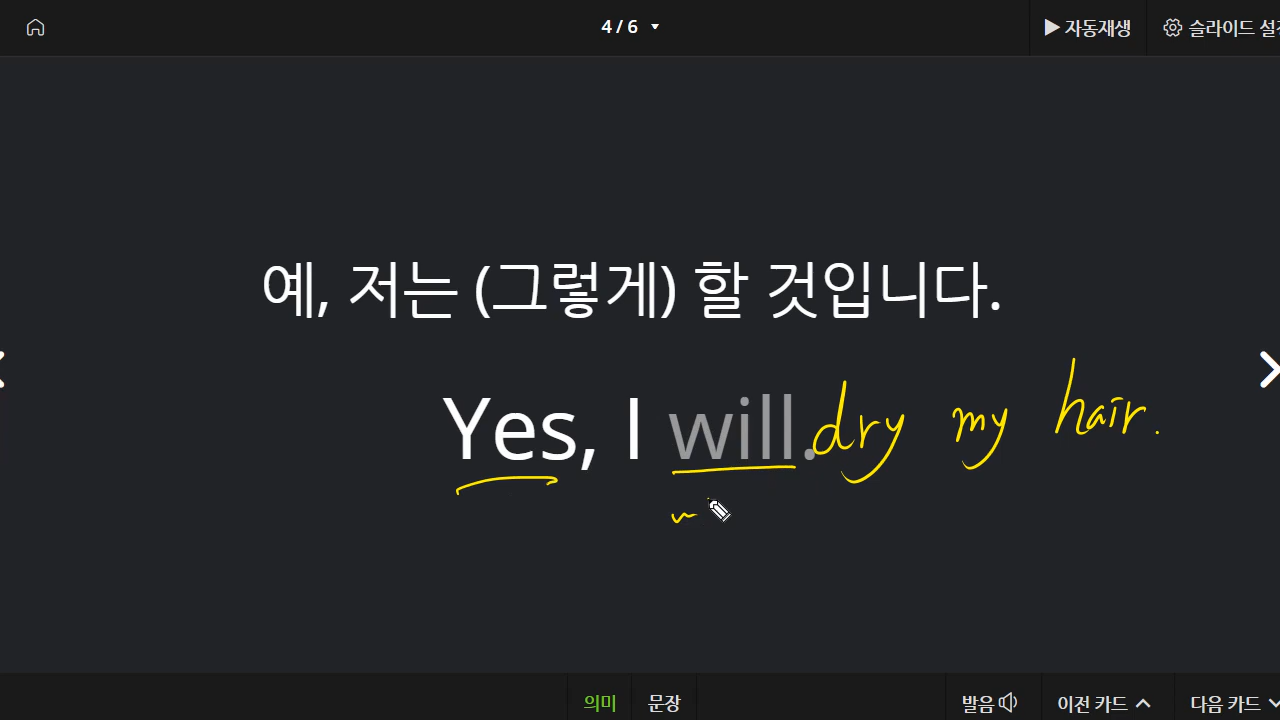 4 / 6
자동재생
슬라이드 설
예, 저는 (그렇게) 할 것입니다.
Yes, I will. dry my hair.
의미
문장
발음
이전 카드
다음 카드